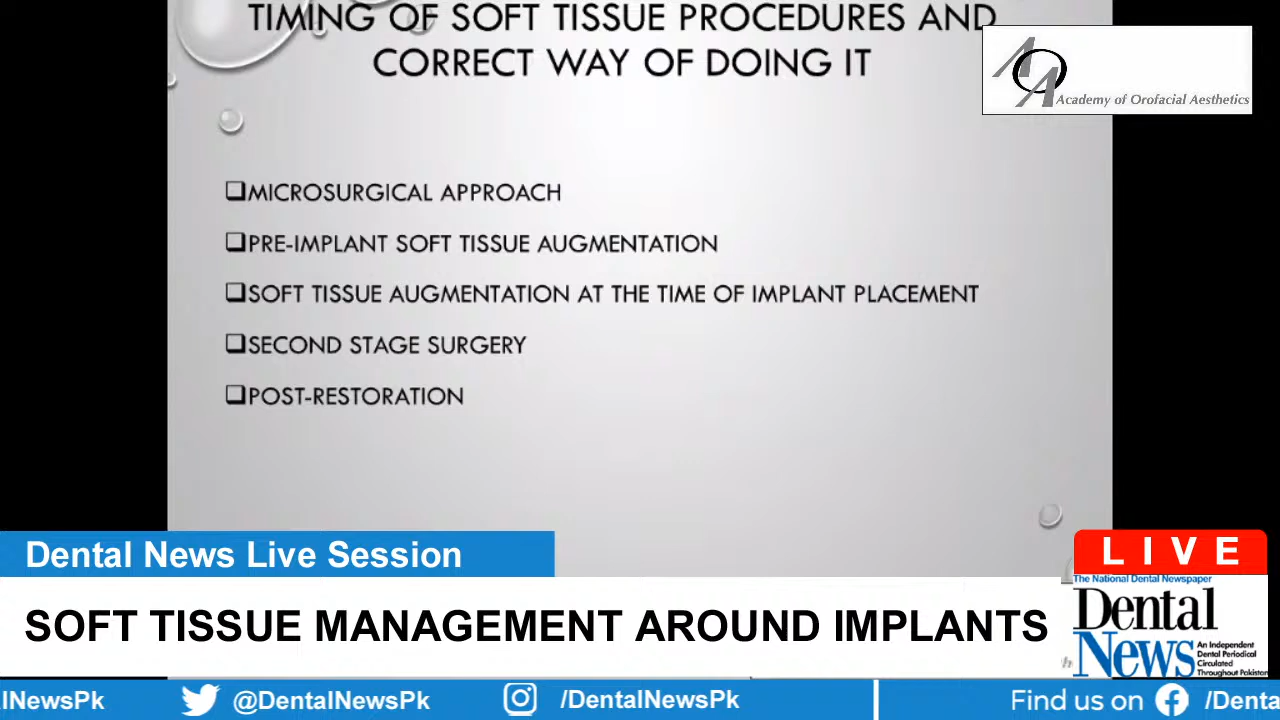 TIMING OF SOFT TISSUE PROCEDURES AND
CORRECT WAY OF DOING IT
AOA
Academy of Orofacial Aesthetics
❑MICROSURGICAL APPROACH
❑PRE-IMPLANT SOFT TISSUE AUGMENTATION
❑SOFT TISSUE AUGMENTATION AT THE TIME OF IMPLANT PLACEMENT
❑SECOND STAGE SURGERY
❑POST-RESTORATION
Dental News Live Session
LIVE
SOFT TISSUE MANAGEMENT AROUND IMPLANTS
The National Dental Newspaper
Dental
News
An Independent
Dental Periodical
Circulated
Throughout Pakistan
lNewsPk
@DentalNewsPk
/DentalNewsPk
Find us on
/Denta